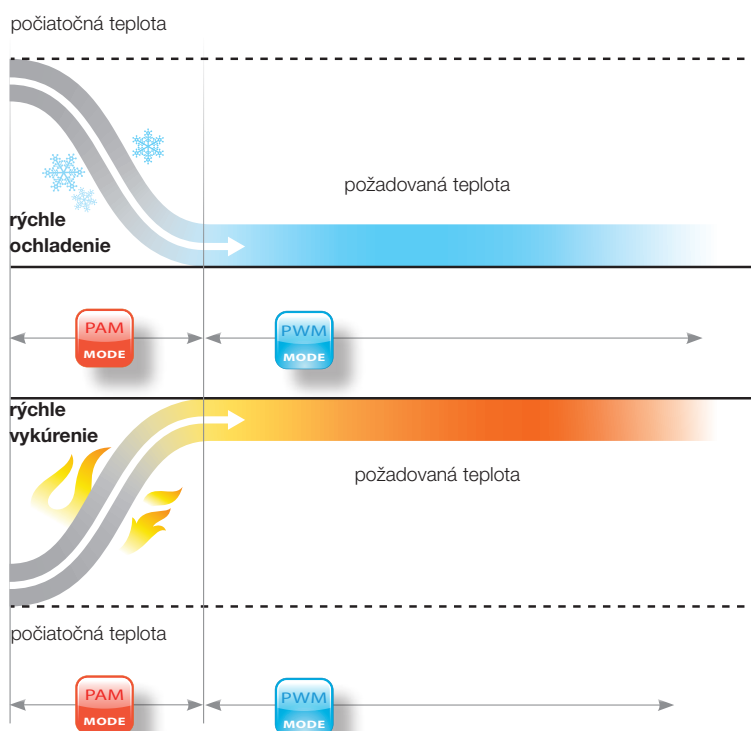 počiatočná teplota
požadovaná teplota
rýchle
ochladenie
PAM
MODE
PWM
MODE
rýchle
vykúrenie
požadovaná teplota
počiatočná teplota
PAM
MODE
PWM
MODE